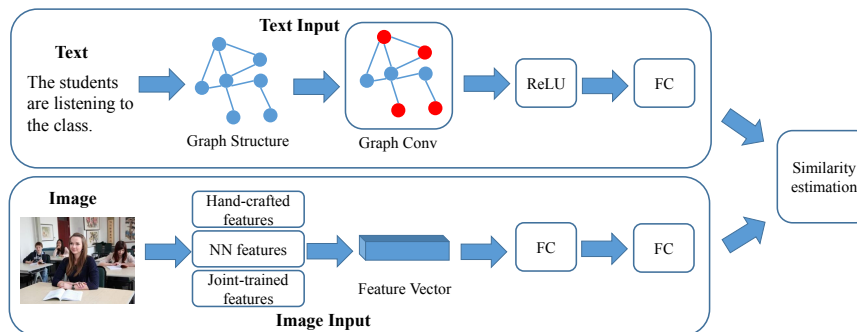 Text Input
Text
The students
are listening to
the class.
Graph Structure
Graph Conv
ReLU
FC
Similarity
estimation
Image
Hand-crafted
features
NN features
Joint-trained
features
Feature Vector
FC
FC
Image Input